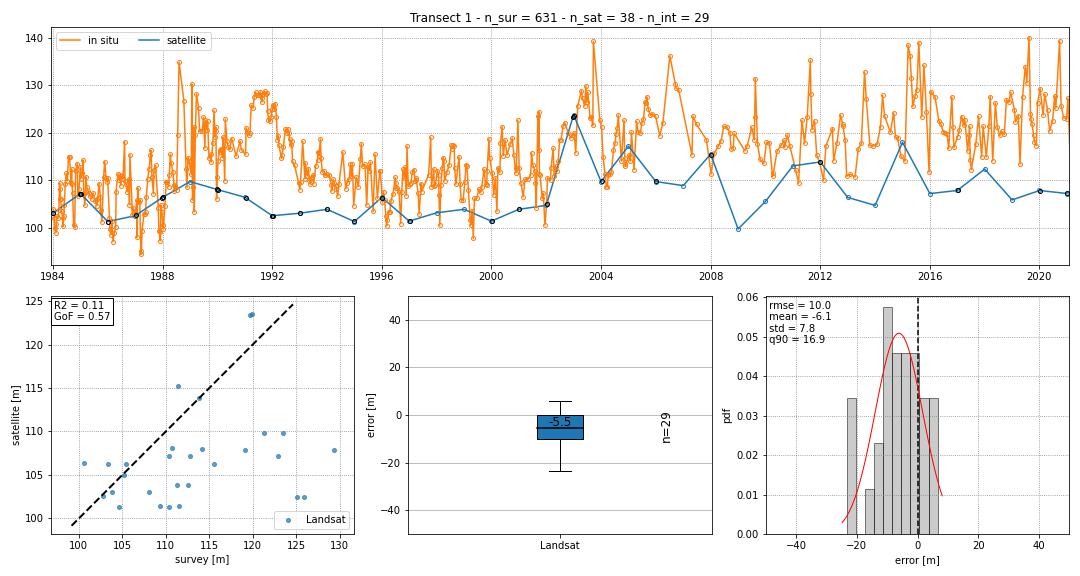 Transect 1 - n_sur = 631 - n_sat = 38 - n_int = 29
in situ
satellite
140
130
120
110
100
1984
1988
1992
1996
2000
2004
2008
2012
2016
2020
R2 = 0.11
GoF = 0.57
125
120
115
110
105
100
satellite [m]
100
105
110
115
120
125
130
survey [m]
Landsat
40
20
0
−20
−40
error [m]
-5.5
n=29
Landsat
rmse = 10.0
mean = -6.1
std = 7.8
q90 = 16.9
0.06
0.05
0.04
0.03
0.02
0.01
0.00
pdf
−40
−20
0
20
40
error [m]